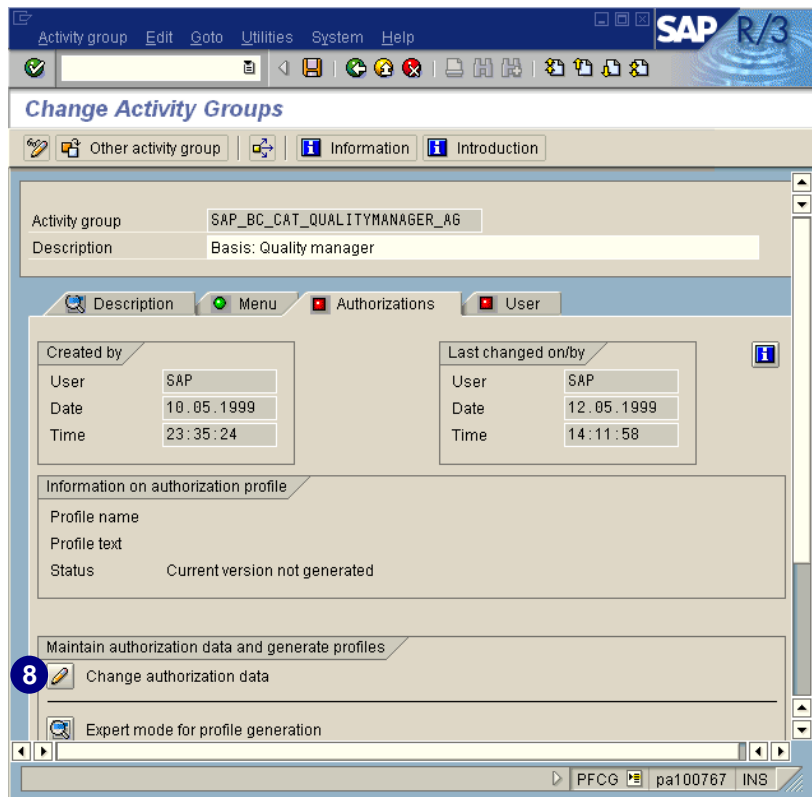 Activity group Edit Goto Utilities System Help
SAP R/3
Change Activity Groups
Other activity group Information Introduction
Activity group SAP_BC_CAT_QUALITYMANAGER_AG
Description Basis: Quality manager
Description Menu Authorizations User
Created by Last changed on/by
User SAP User SAP
Date 10.05.1999 Date 12.05.1999
Time 23:35:24 Time 14:11:58
Information on authorization profile
Profile name
Profile text
Status Current version not generated
Maintain authorization data and generate profiles
8 Change authorization data
Expert mode for profile generation
PFCG pa100767 INS